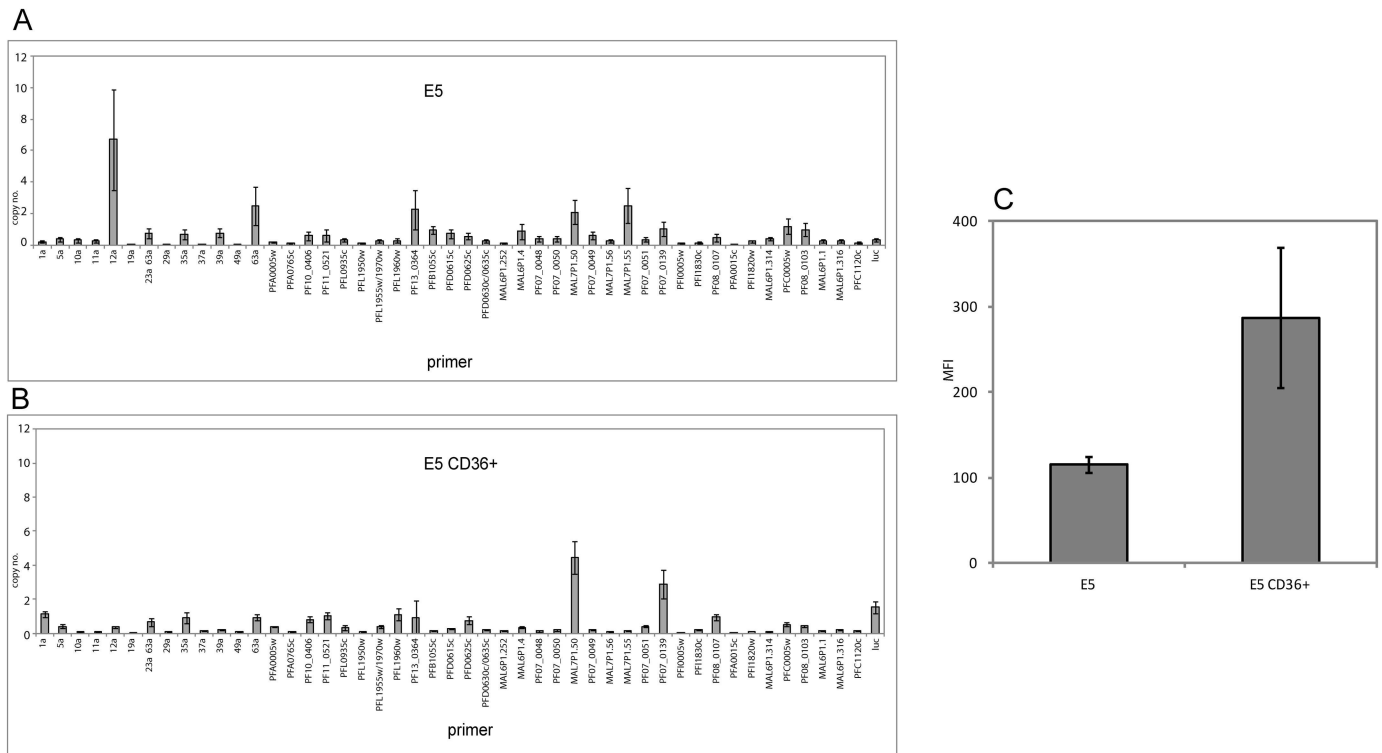 A
12
10
8
6
4
2
0
copy no.
E5
1a
5a
10a
11a
12a
19a
23a 63a
29a
35a
37a
39a
49a
63a
PFA0005w
PFA0765c
PF10_0406
PF11_0521
PFL0935c
PFL1950w
PFL1955w/1970w
PFL1960w
PF13_0364
PFB1055c
PFD0615c
PFD0625c
PFD0630c/0635c
MAL6P1.252
MAL6P1.4
PF07_0048
PF07_0050
MAL7P1.50
PF07_0049
MAL7P1.56
MAL7P1.55
PF07_0051
PF07_0139
PFI0005w
PFI1830c
PF08_0107
PFA0015c
PFI1820w
MAL6P1.314
PFC0005w
PF08_0103
MAL6P1.1
MAL6P1.316
PFC1120c
luc
primer
B
12
10
8
6
4
2
0
copy no.
E5 CD36+
1a
5a
10a
11a
12a
19a
23a 63a
29a
35a
37a
39a
49a
63a
PFA0005w
PFA0765c
PF10_0406
PF11_0521
PFL0935c
PFL1950w
PFL1955w/1970w
PFL1960w
PF13_0364
PFB1055c
PFD0615c
PFD0625c
PFD0630c/0635c
MAL6P1.252
MAL6P1.4
PF07_0048
PF07_0050
MAL7P1.50
PF07_0049
MAL7P1.56
MAL7P1.55
PF07_0051
PF07_0139
PFI0005w
PFI1830c
PF08_0107
PFA0015c
PFI1820w
MAL6P1.314
PFC0005w
PF08_0103
MAL6P1.1
MAL6P1.316
PFC1120c
luc
primer
C
400
300
200
100
0
MFI
E5
E5 CD36+